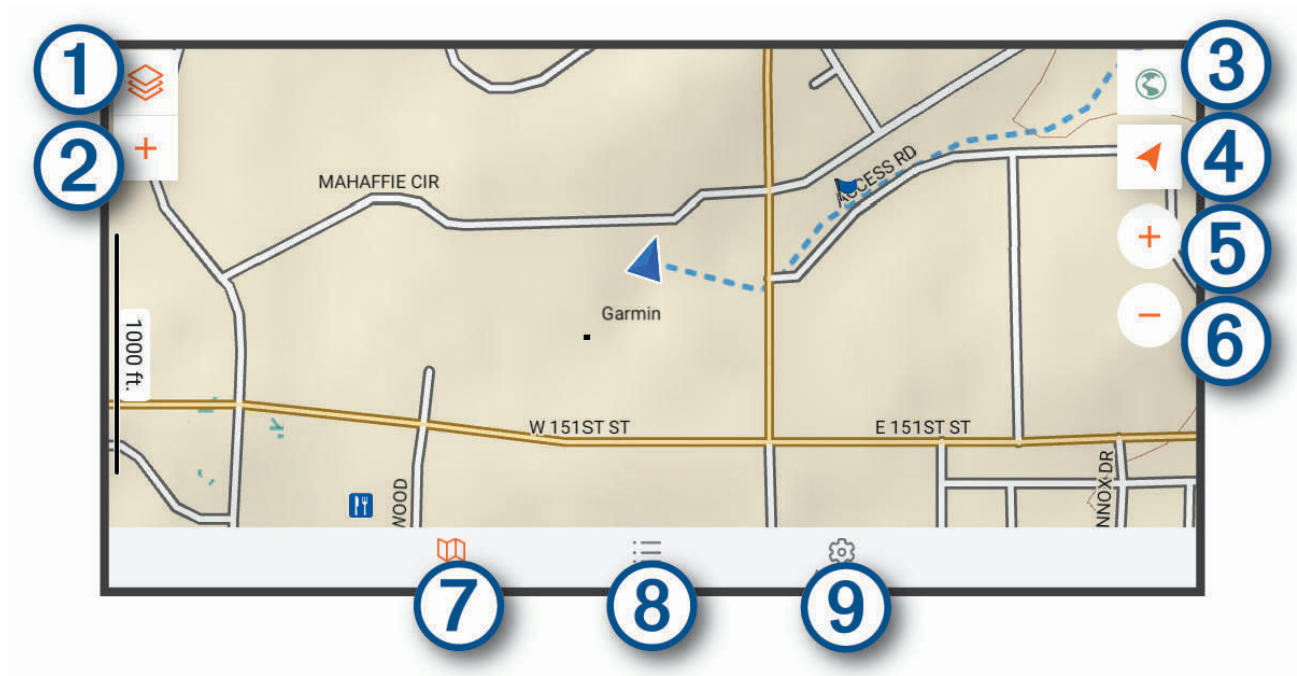 1
3
2
4
MAHAFFIE CIR
ACCESS RD
5
Garmin
6
1000 ft.
W 151ST ST
E 151ST ST
WOOD
NNOX DR
7
8
9